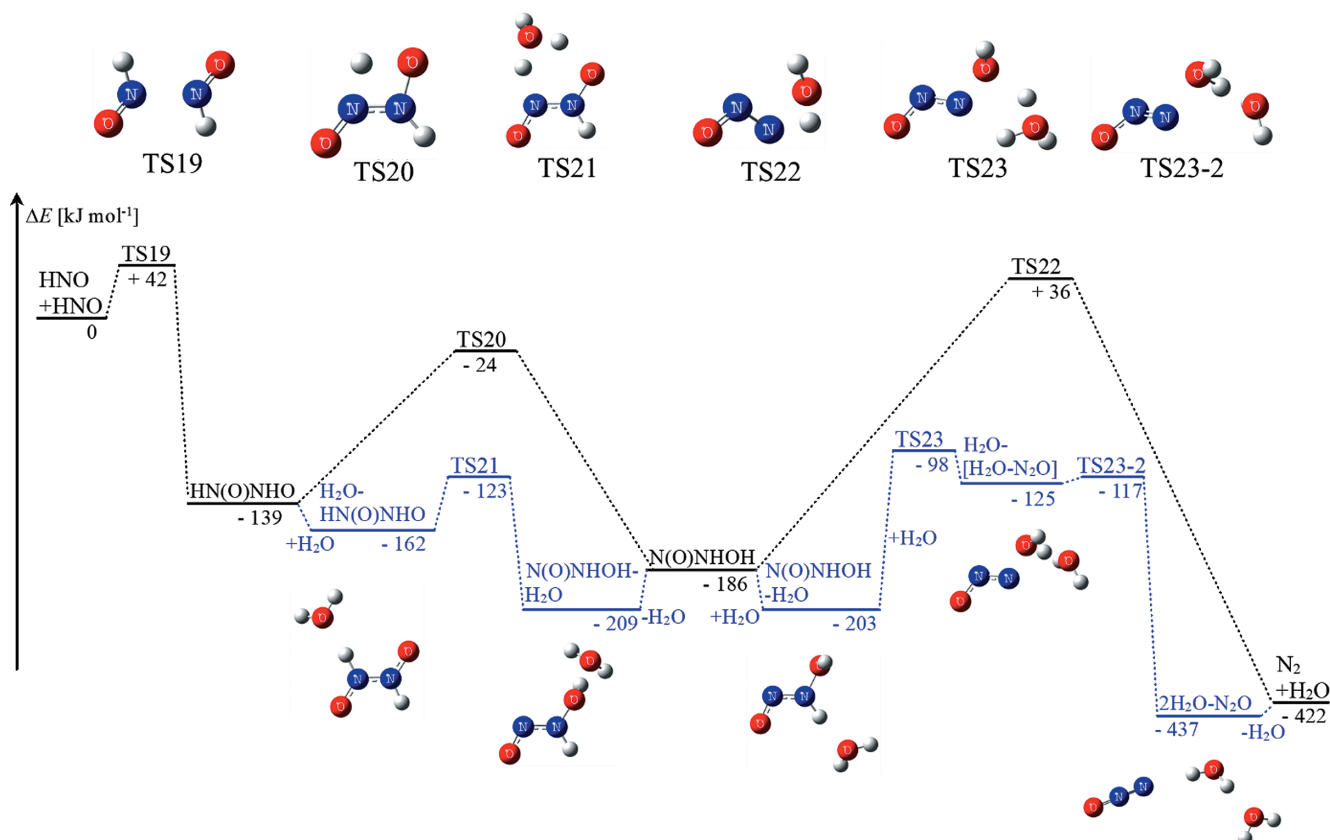 TS19
TS20
TS21
TS22
TS23
TS23-2
ΔE [kJ mol⁻¹]
HNO
+HNO
0
TS19
+ 42
HN(O)NHO
- 139
+H₂O
H₂O-
HN(O)NHO
- 162
TS20
- 24
TS21
- 123
N(O)NHOH-
H₂O
- 209
-H₂O
N(O)NHOH
- 186
+H₂O
N(O)NHOH
-H₂O
- 203
+H₂O
TS22
+ 36
TS23
- 98
H₂O-
[H₂O-N₂O]
- 125
TS23-2
- 117
2H₂O-N₂O
- 437
-H₂O
N₂
+H₂O
- 422